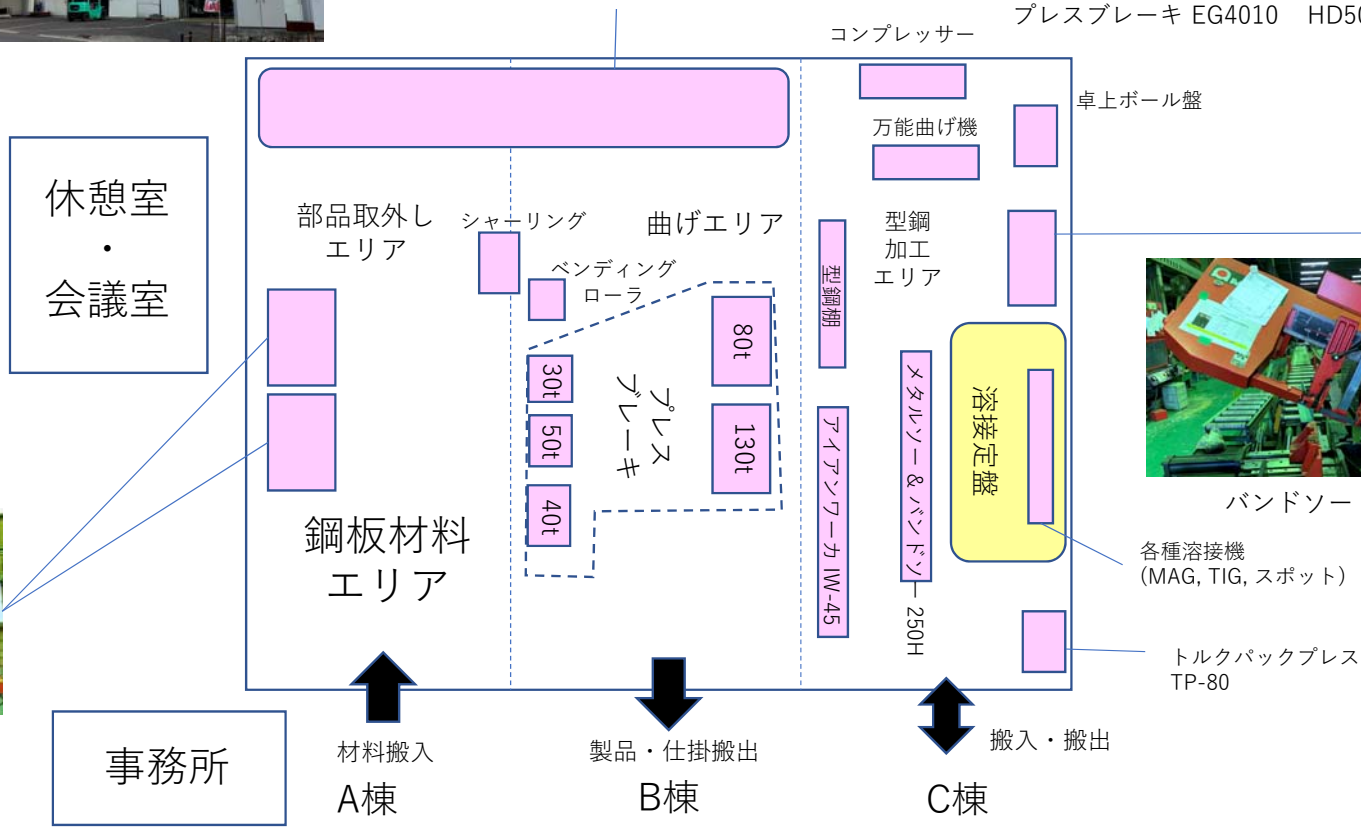 プレスブレーキ EG4010 HD50
コンプレッサー
卓上ボール盤
万能曲げ機
休憩室
・
会議室
部品取外し
エリア
シャーリング
曲げエリア
型鋼
加工
エリア
ベンディング
ローラ
型鋼棚
80t
30t
プレス
ブレーキ
50t
130t
40t
メタルソー & バンドソー 250H
アイアンワーカ IW-45
溶接定盤
バンドソー
鋼板材料
エリア
各種溶接機
(MAG, TIG, スポット)
トルクパックプレス
TP-80
事務所
材料搬入
製品・仕掛搬出
搬入・搬出
A棟
B棟
C棟